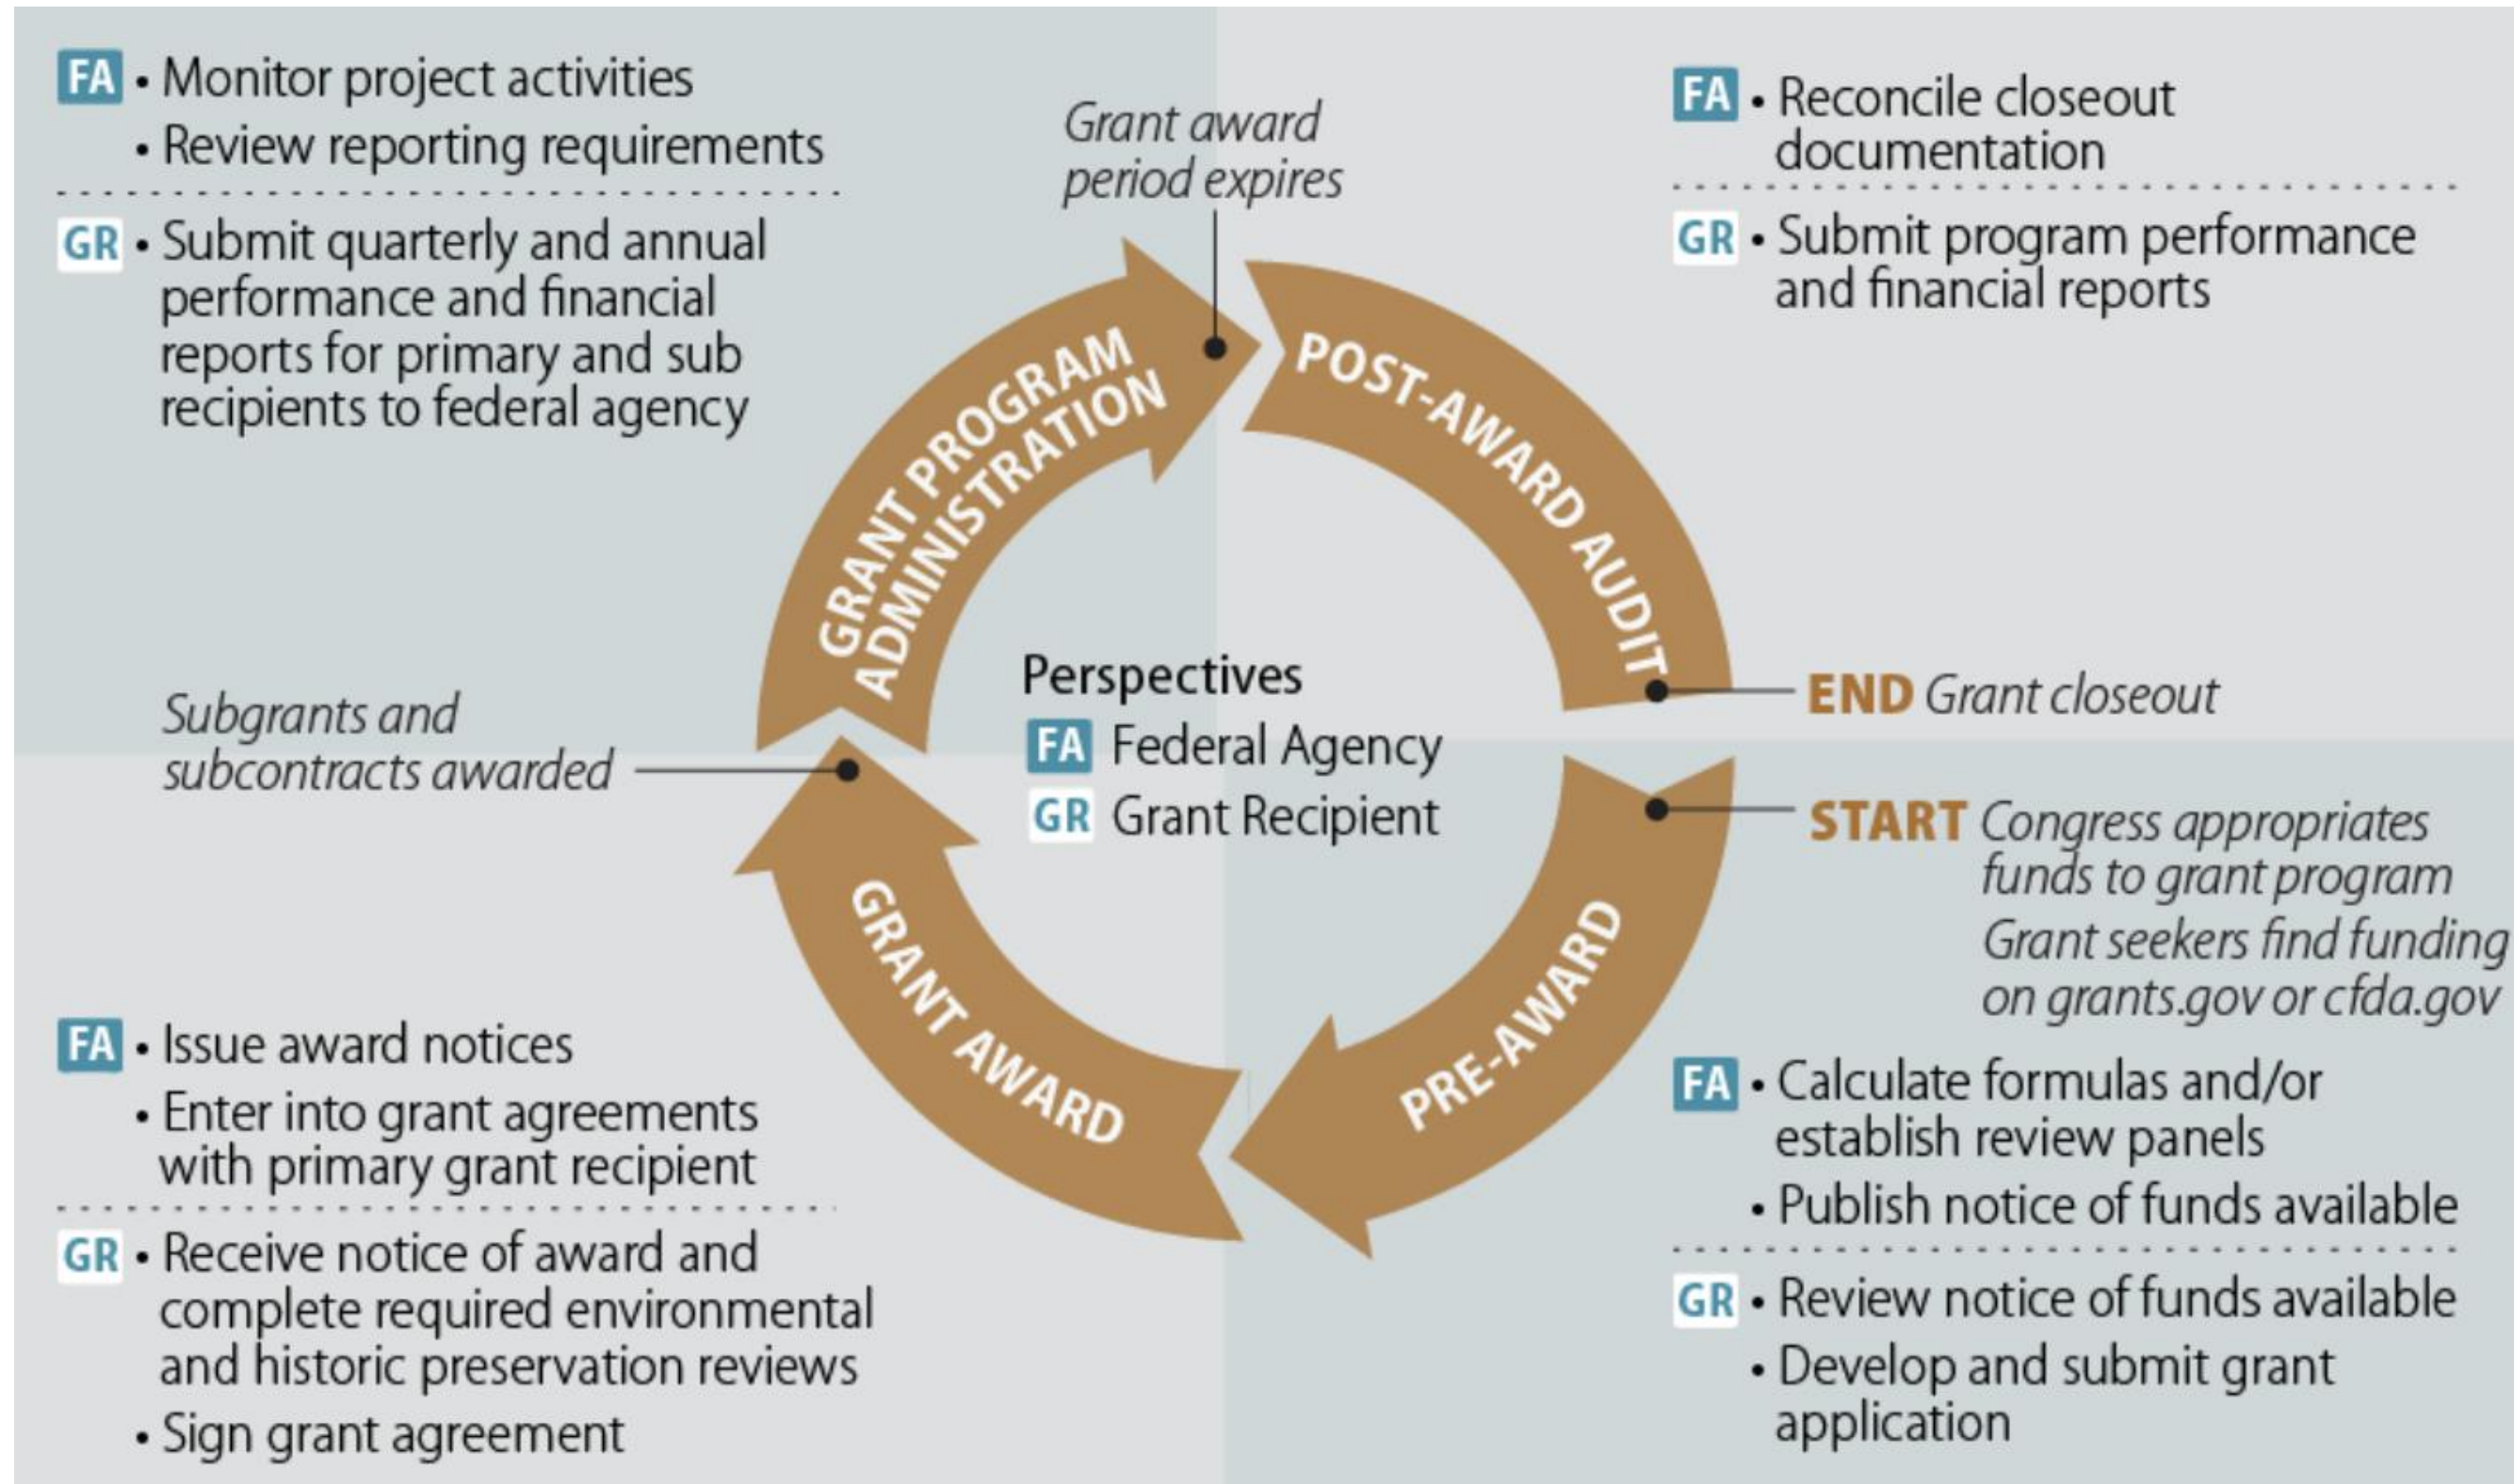 FA • Monitor project activities
• Review reporting requirements
GR • Submit quarterly and annual
performance and financial
reports for primary and sub
recipients to federal agency
Grant award
period expires
FA • Reconcile closeout
documentation
GR • Submit program performance
and financial reports
GRANT PROGRAM
ADMINISTRATION
POST-AWARD AUDIT
Subgrants and
subcontracts awarded
Perspectives
FA Federal Agency
GR Grant Recipient
END Grant closeout
START Congress appropriates
funds to grant program
Grant seekers find funding
on grants.gov or cfda.gov
GRANT AWARD
PRE-AWARD
FA • Issue award notices
• Enter into grant agreements
with primary grant recipient
GR • Receive notice of award and
complete required environmental
and historic preservation reviews
• Sign grant agreement
FA • Calculate formulas and/or
establish review panels
• Publish notice of funds available
GR • Review notice of funds available
• Develop and submit grant
application